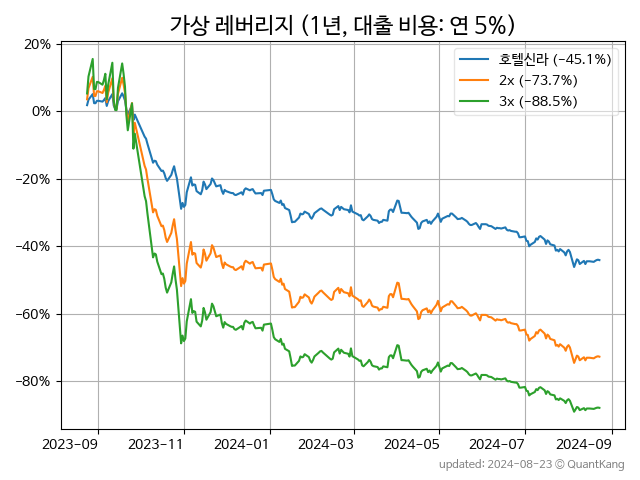 가상 레버리지 (1년, 대출 비용: 연 5%)
호텔신라 (−45.1%)
2x (−73.7%)
3x (−88.5%)
20%
0%
−20%
−40%
−60%
−80%
2023−09 2023−11 2024−01 2024−03 2024−05 2024−07 2024−09
updated: 2024-08-23 © QuantKang